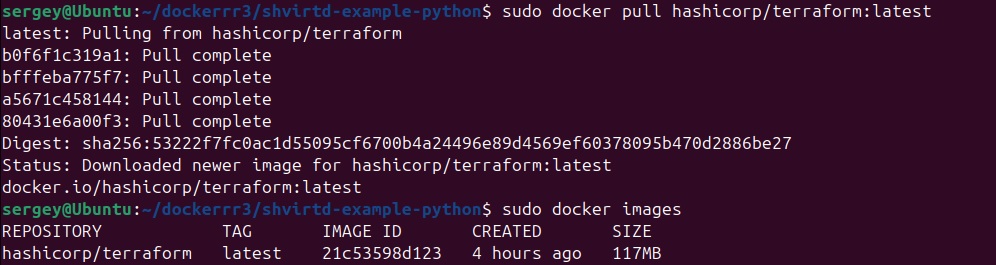 sergey@Ubuntu:~/dockerrr3/shvirtd-example-python$ sudo docker pull hashicorp/terraform:latest
latest: Pulling from hashicorp/terraform
b0f6f1c319a1: Pull complete
bfffeba775f7: Pull complete
a5671c458144: Pull complete
80431e6a00f3: Pull complete
Digest: sha256:53222f7fc0ac1d55095cf6700b4a24496e89d4569ef60378095b470d2886be27
Status: Downloaded newer image for hashicorp/terraform:latest
docker.io/hashicorp/terraform:latest
sergey@Ubuntu:~/dockerrr3/shvirtd-example-python$ sudo docker images
REPOSITORY            TAG       IMAGE ID       CREATED       SIZE
hashicorp/terraform   latest    21c53598d123   4 hours ago   117MB